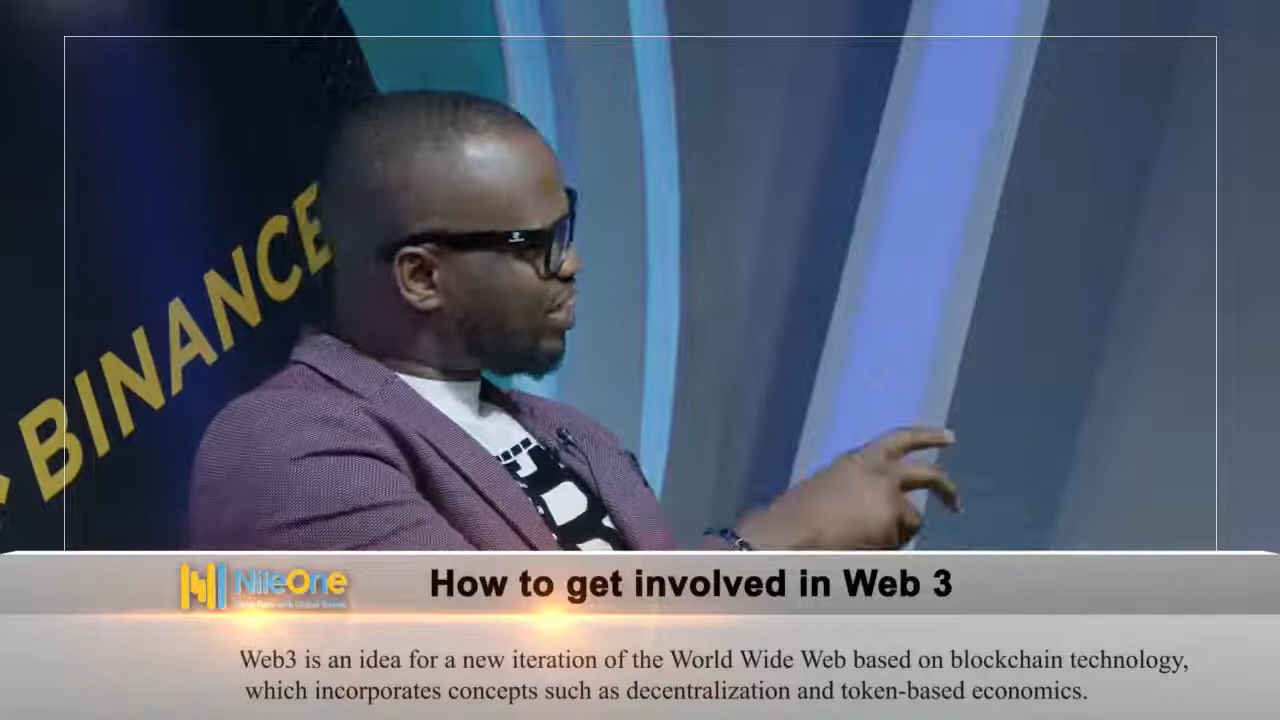 BINANCE
NileOne
How to get involved in Web 3
Web3 is an idea for a new iteration of the World Wide Web based on blockchain technology,
which incorporates concepts such as decentralization and token-based economics.